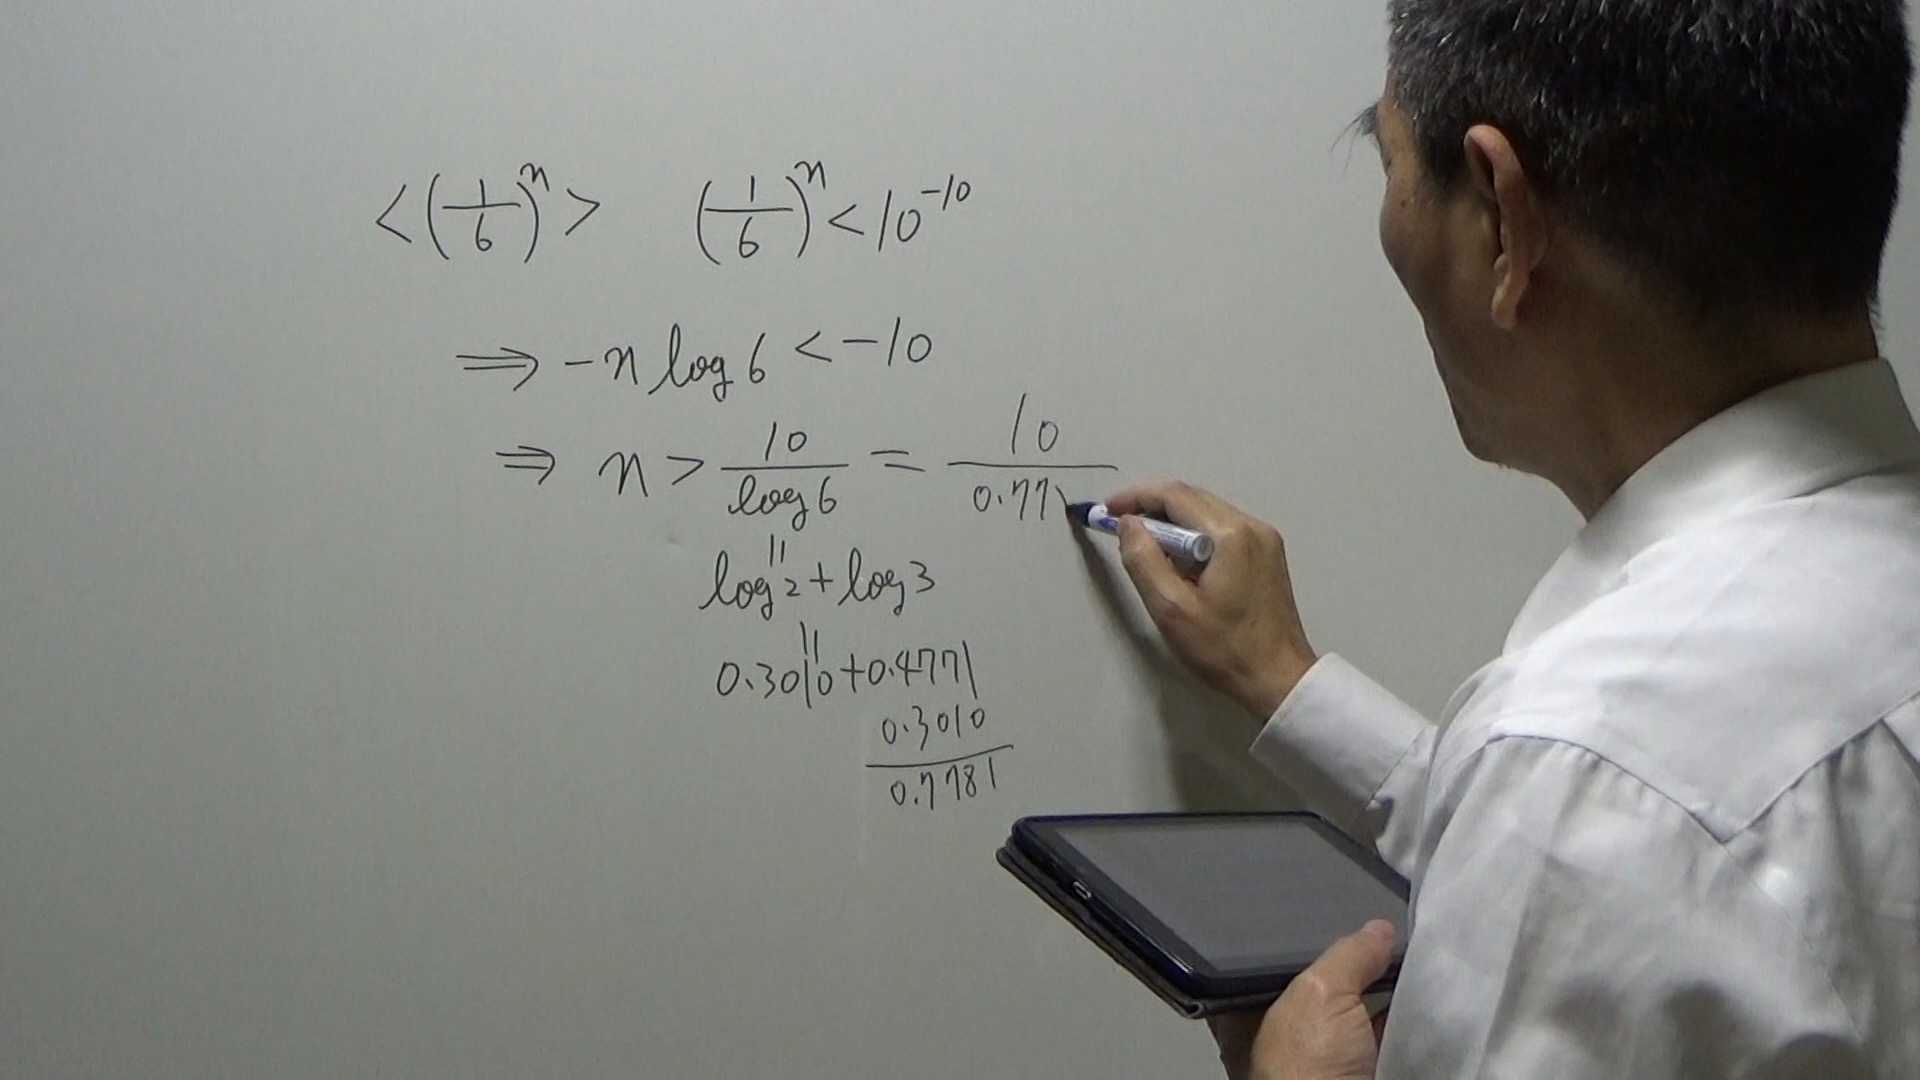 <(1/6)^n> (1/6)^n < 10^-10
⇒ -n log 6 < -10
⇒ n > 10/log 6 = 10/0.77
||
log 2 + log 3
||
0.3010 + 0.4771
0.3010
0.7781